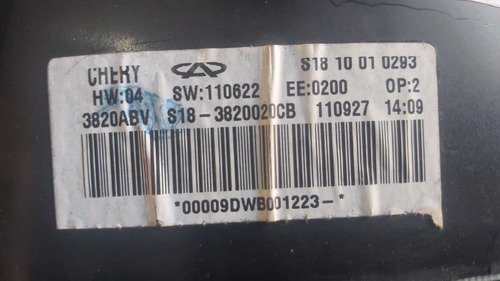 CHERY S18 10 01 0293
HW:04 SW:110622 EE:0200 OP:2
3820ABV S18-3820020CB 110927 14:09
*00009DWB001223-*